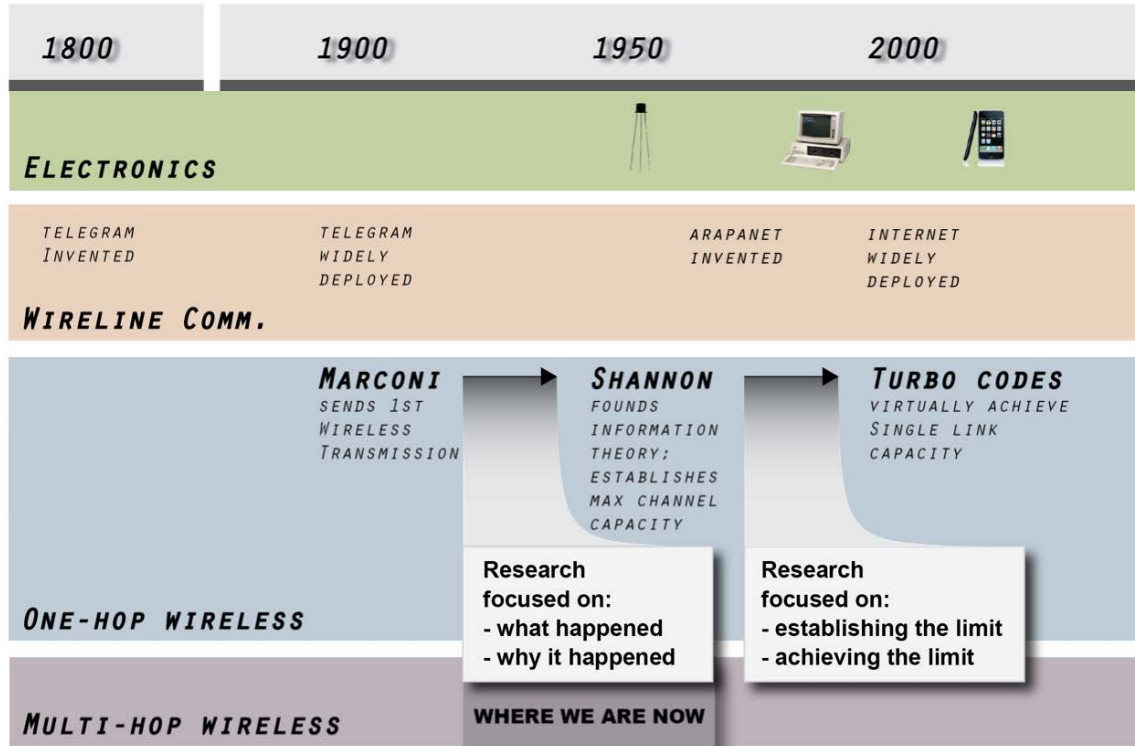 1800
1900
1950
2000
ELECTRONICS
TELEGRAM
INVENTED
TELEGRAM
WIDELY
DEPLOYED
ARAPANET
INVENTED
INTERNET
WIDELY
DEPLOYED
WIRELINE COMM.
MARCONI
SENDS 1ST
WIRELESS
TRANSMISSION
SHANNON
FOUNDS
INFORMATION
THEORY;
ESTABLISHES
MAX CHANNEL
CAPACITY
TURBO CODES
VIRTUALLY ACHIEVE
SINGLE LINK
CAPACITY
Research
focused on:
- what happened
- why it happened
Research
focused on:
- establishing the limit
- achieving the limit
ONE-HOP WIRELESS
WHERE WE ARE NOW
MULTI-HOP WIRELESS